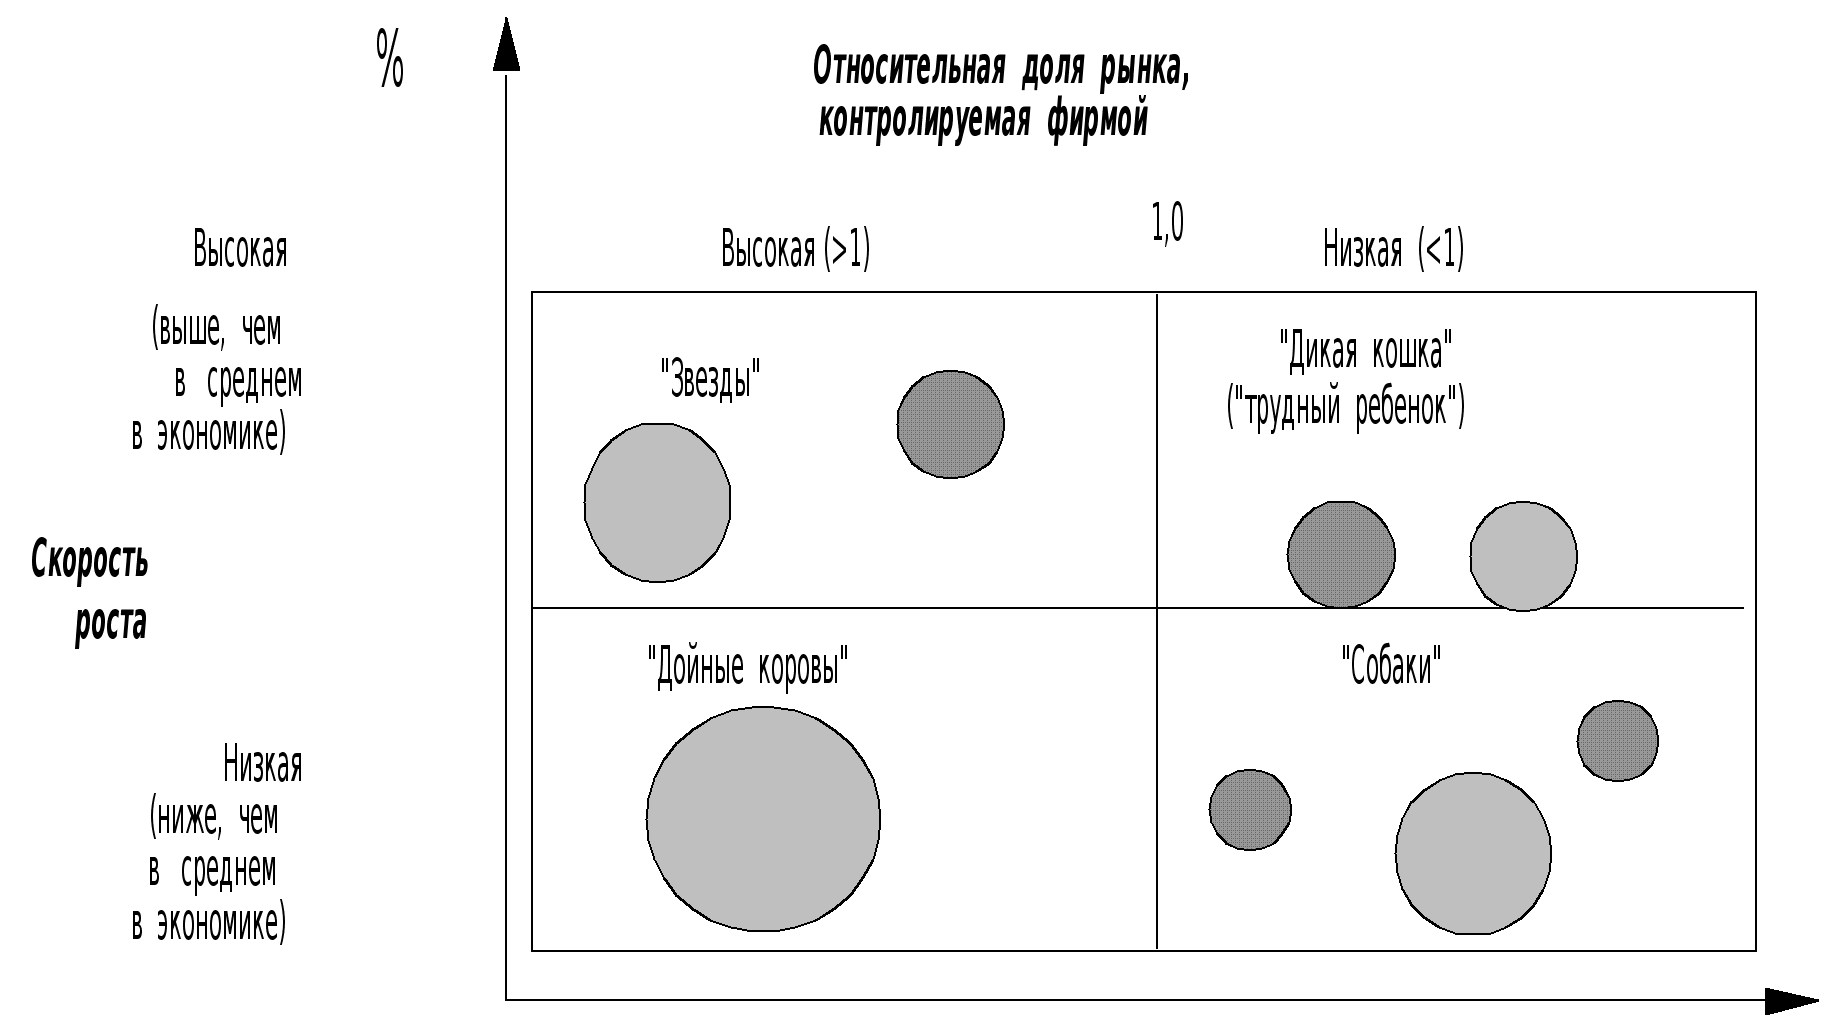 %
Относительная доля рынка,
контролируемая фирмой
1,0
Высокая
Высокая (>1)
Низкая (<1)
(выше, чем
в среднем
в экономике)
"Звезды"
"Дикая кошка"
("трудный ребенок")
Скорость
роста
"Дойные коровы"
"Собаки"
Низкая
(ниже, чем
в среднем
в экономике)